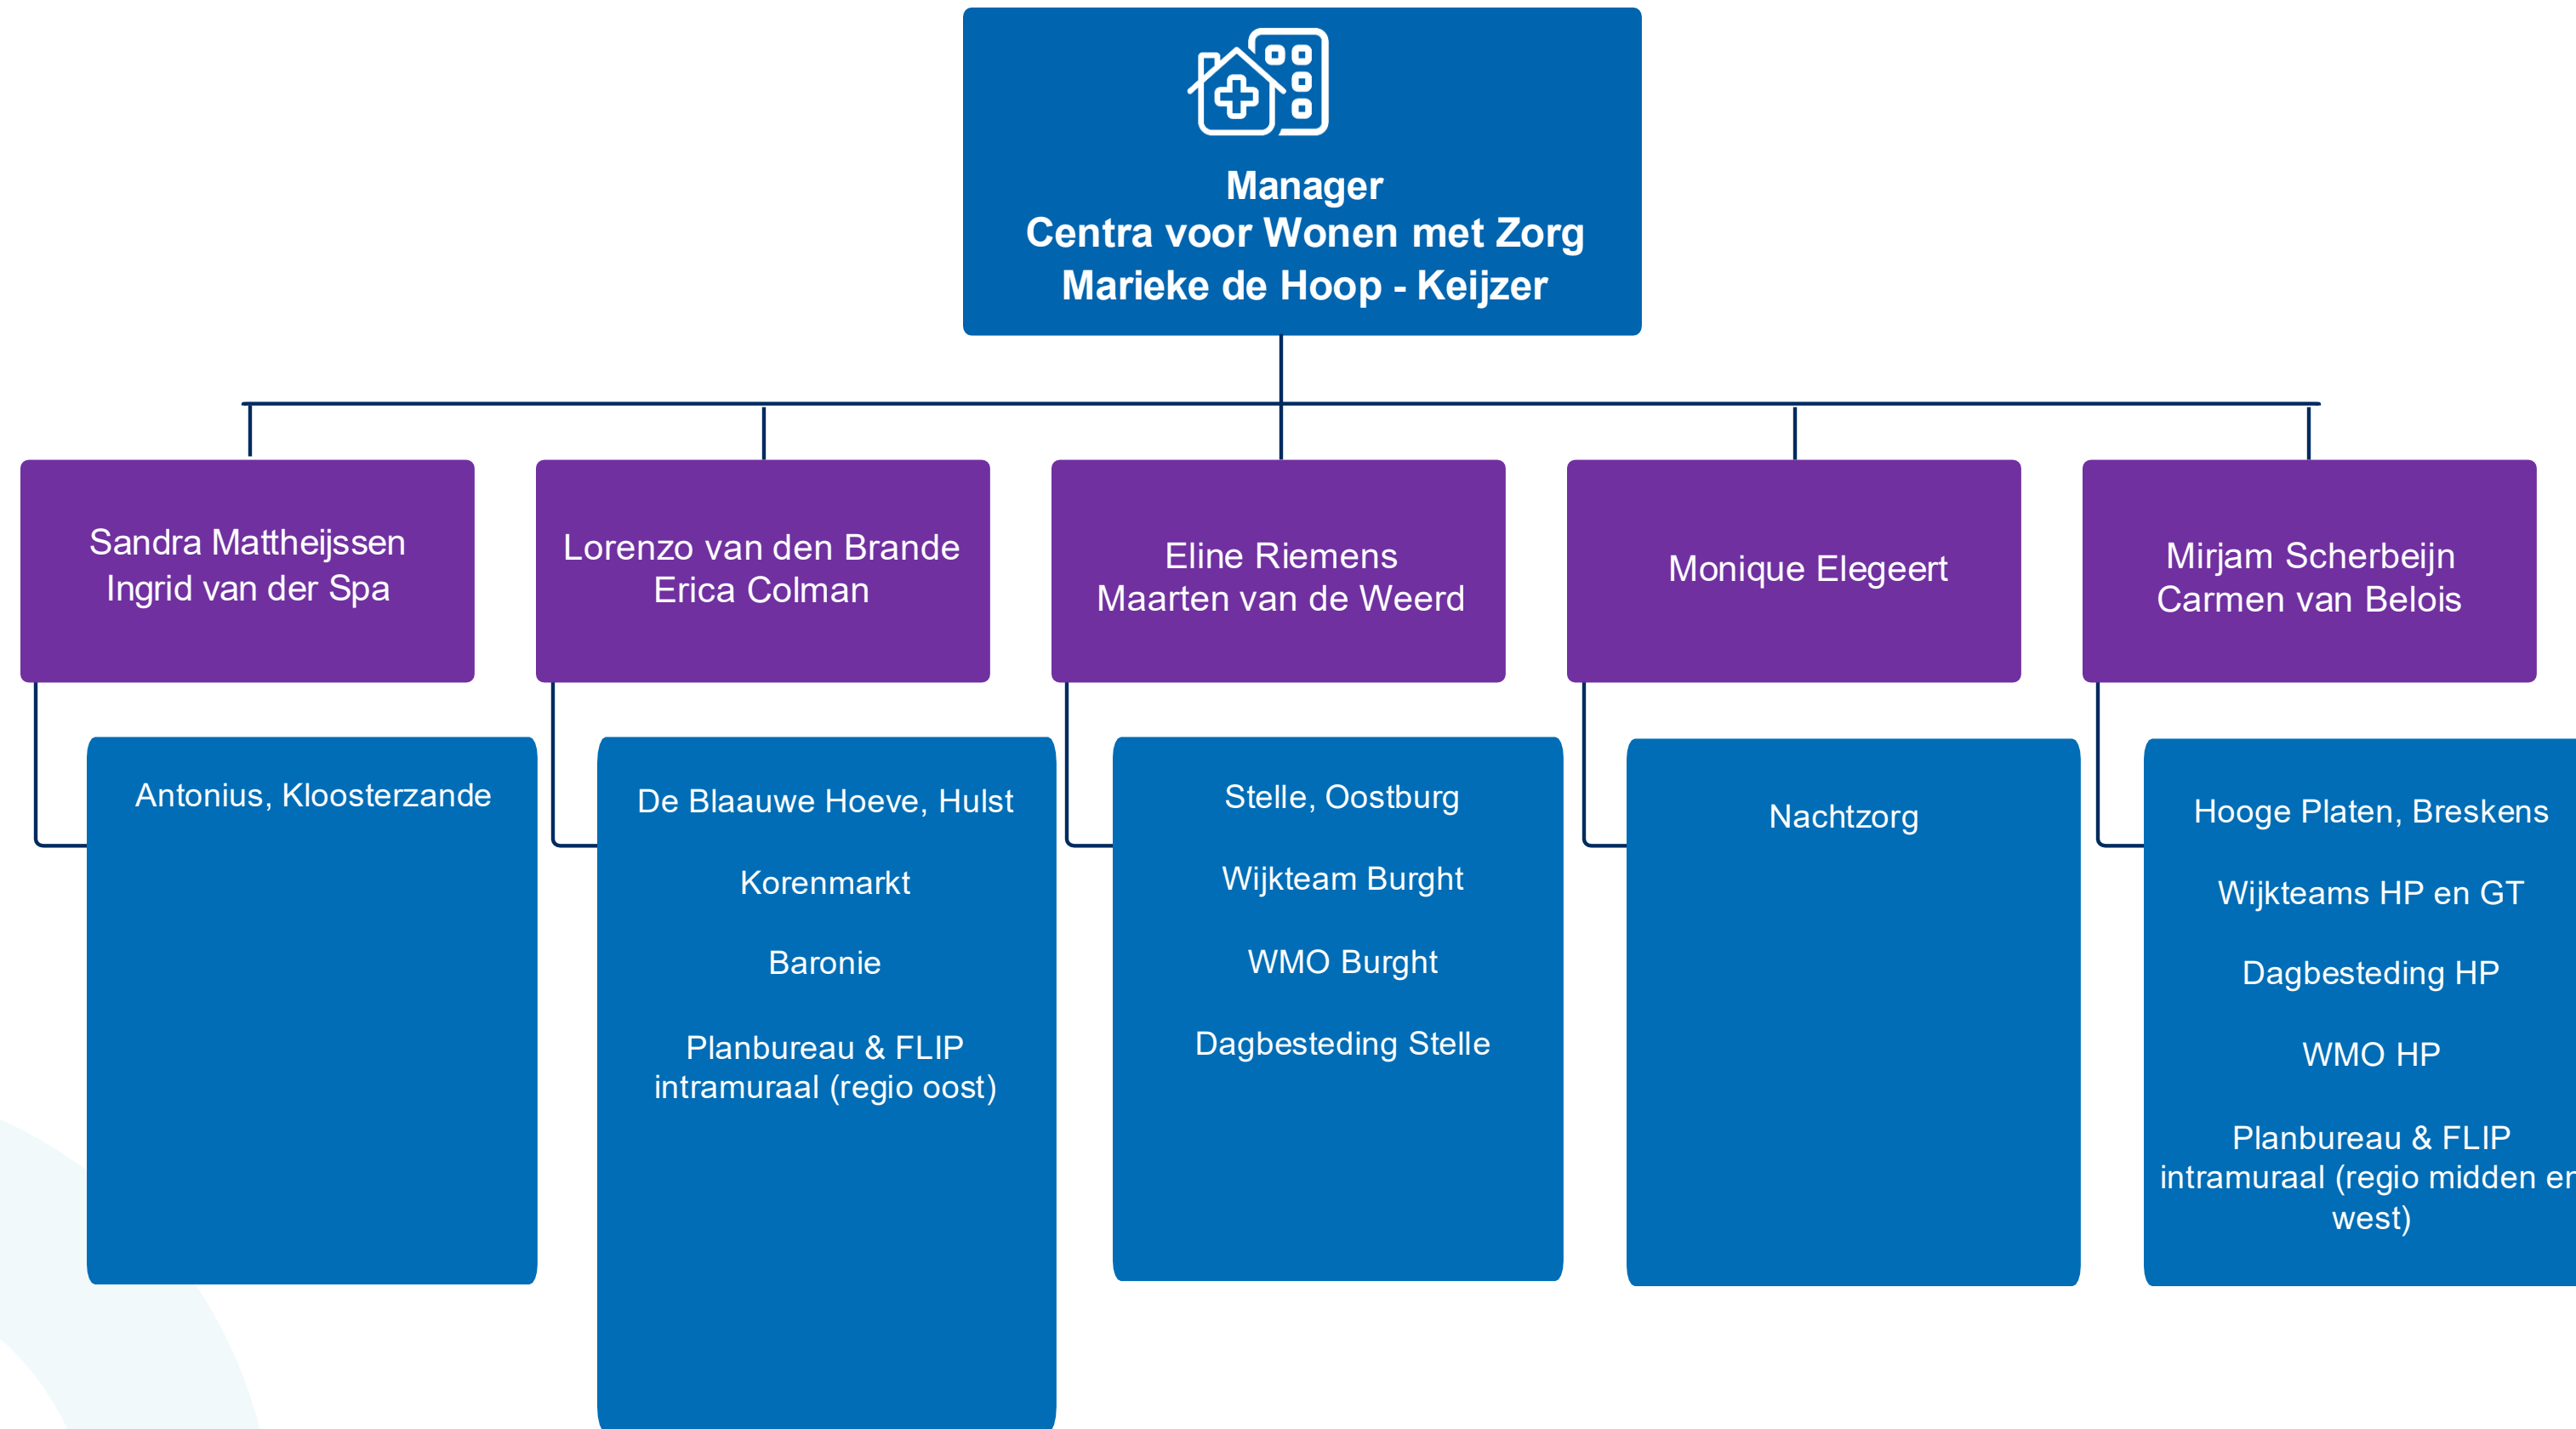 Manager
Centra voor Wonen met Zorg
Marieke de Hoop - Keijzer
Sandra Mattheijssen
Ingrid van der Spa
Lorenzo van den Brande
Erica Colman
Eline Riemens
Maarten van de Weerd
Monique Elegeert
Mirjam Scherbeijn
Carmen van Belois
Antonius, Kloosterzande
De Blaauwe Hoeve, Hulst
Korenmarkt
Baronie
Planbureau & FLIP
intramuraal (regio oost)
Stelle, Oostburg
Wijkteam Burght
WMO Burght
Dagbesteding Stelle
Nachtzorg
Hooge Platen, Breskens
Wijkteams HP en GT
Dagbesteding HP
WMO HP
Planbureau & FLIP
intramuraal (regio midden en
west)